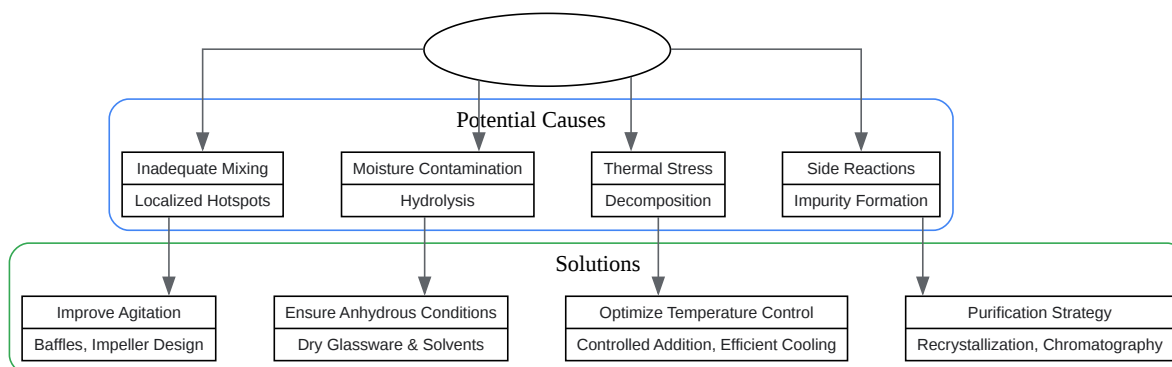 Potential Causes
Inadequate Mixing
Localized Hotspots
Moisture Contamination
Hydrolysis
Thermal Stress
Decomposition
Side Reactions
Impurity Formation
Solutions
Improve Agitation
Baffles, Impeller Design
Ensure Anhydrous Conditions
Dry Glassware & Solvents
Optimize Temperature Control
Controlled Addition, Efficient Cooling
Purification Strategy
Recrystallization, Chromatography